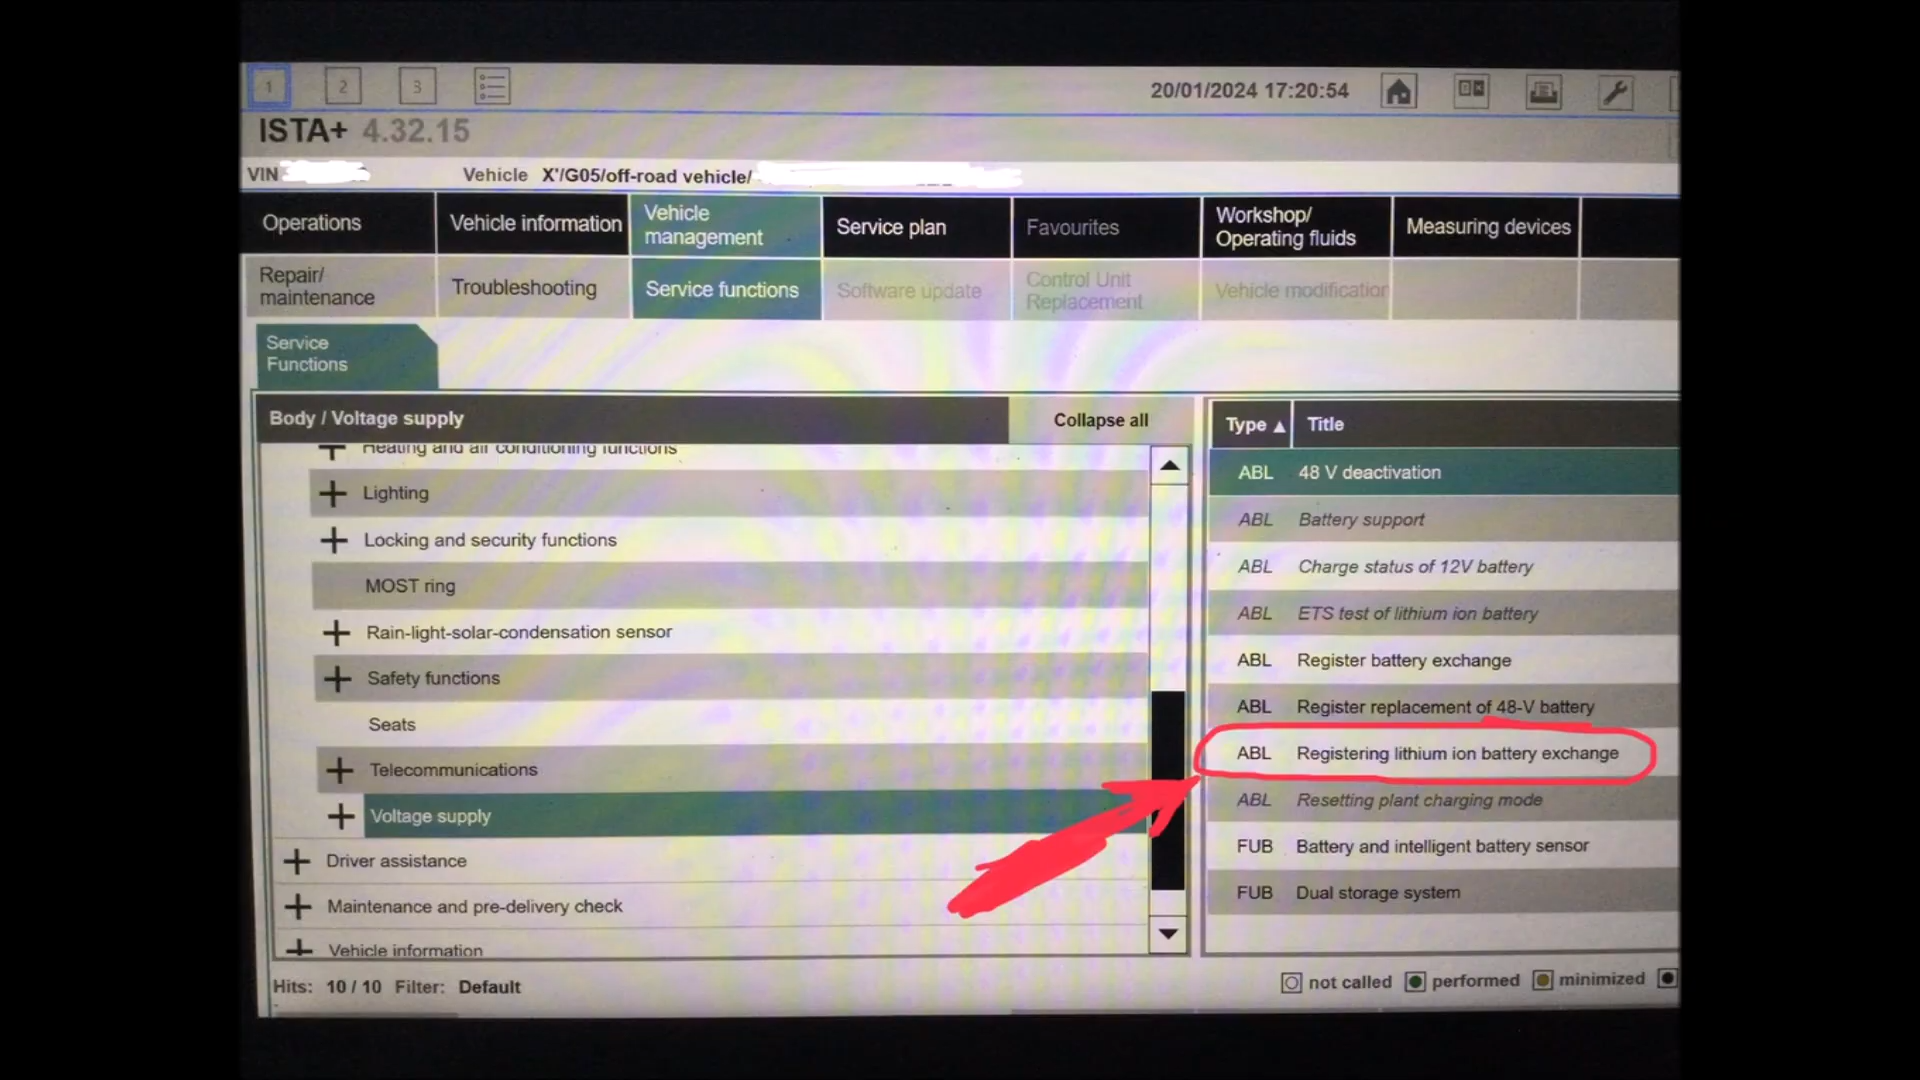 1 2 3 20/01/2024 17:20:54
ISTA+ 4.32.15
VIN Vehicle X'/G05/off-road vehicle/
Operations Vehicle information Vehicle management Service plan Favourites Workshop/ Operating fluids Measuring devices
Repair/ maintenance Troubleshooting Service functions Software update Control Unit Replacement Vehicle modification
Service
Functions
Body / Voltage supply Collapse all
Heating and air conditioning functions
Lighting
Locking and security functions
MOST ring
Rain-light-solar-condensation sensor
Safety functions
Seats
Telecommunications
Voltage supply
Driver assistance
Maintenance and pre-delivery check
Vehicle information
Hits: 10 / 10 Filter: Default
Type ▲ Title
ABL 48 V deactivation
ABL Battery support
ABL Charge status of 12V battery
ABL ETS test of lithium ion battery
ABL Register battery exchange
ABL Register replacement of 48-V battery
ABL Registering lithium ion battery exchange
ABL Resetting plant charging mode
FUB Battery and intelligent battery sensor
FUB Dual storage system
not called performed minimized